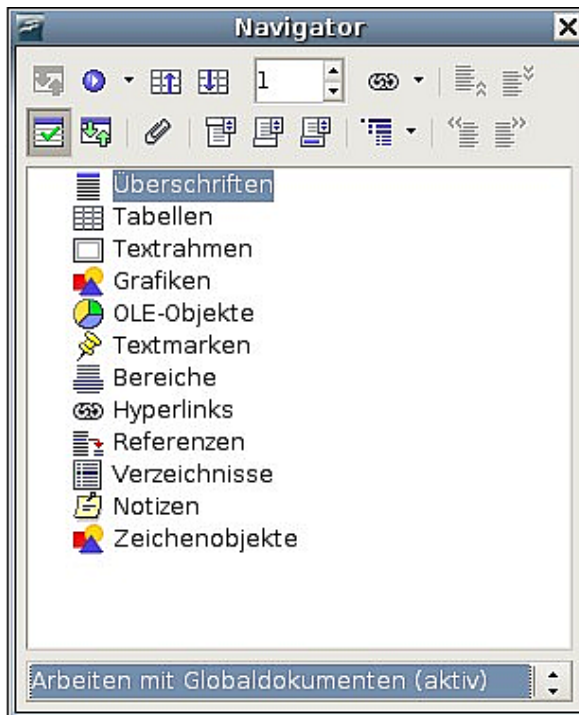 Navigator
1
Überschriften
Tabellen
Textrahmen
Grafiken
OLE-Objekte
Textmarken
Bereiche
Hyperlinks
Referenzen
Verzeichnisse
Notizen
Zeichenobjekte
Arbeiten mit Globaldokumenten (aktiv)